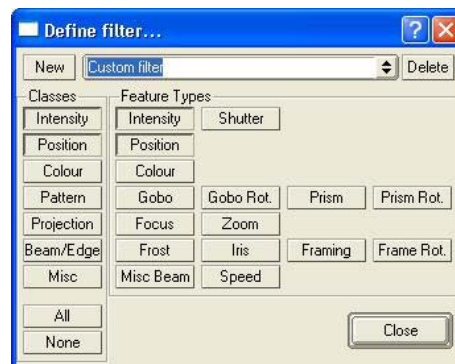 Define filter...
New Custom filter Delete
Classes Feature Types
Intensity Intensity Shutter
Position Position
Colour Colour
Pattern Gobo Gobo Rot. Prism Prism Rot.
Projection Focus Zoom
Beam/Edge Frost Iris Framing Frame Rot.
Misc Misc Beam Speed
All
None
Close